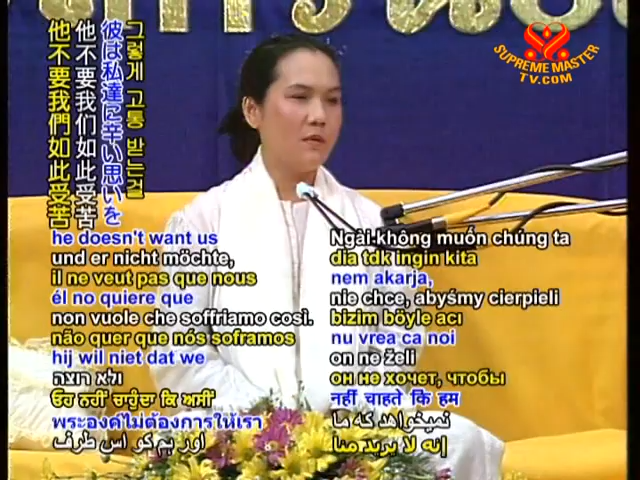 SUPREME MASTER
TV.COM
그렇게 고통 받는걸
彼は私達に辛い思いを
他不要我们如此受苦
他不要我們如此受苦
he doesn't want us
und er nicht möchte,
il ne veut pas que nous
él no quiere que
non vuole che soffriamo così.
não quer que nós soframos
hij wil niet dat we
ולא רוצה
ਓਹ ਨਹੀਂ ਚਾਹੁੰਦਾ ਕਿ ਅਸੀਂ
พระองค์ไม่ต้องการให้เรา
اور ہم کو اس طرف
Ngài không muốn chúng ta
dia tdk ingin kita
nem akarja,
nie chce, abyśmy cierpieli
bizim böyle acı
nu vrea ca noi
on ne želi
он не хочет, чтобы
नहीं चाहते कि हम
نمیخواهد که ما
إنه لا يريد منا